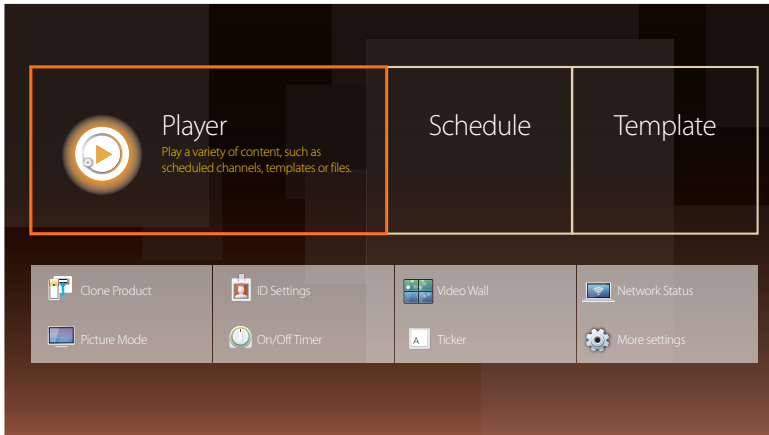 Player
Play a variety of content, such as
scheduled channels, templates or files.
Schedule
Template
Clone Product
ID Settings
Video Wall
Network Status
Picture Mode
On/Off Timer
A
Ticker
More settings